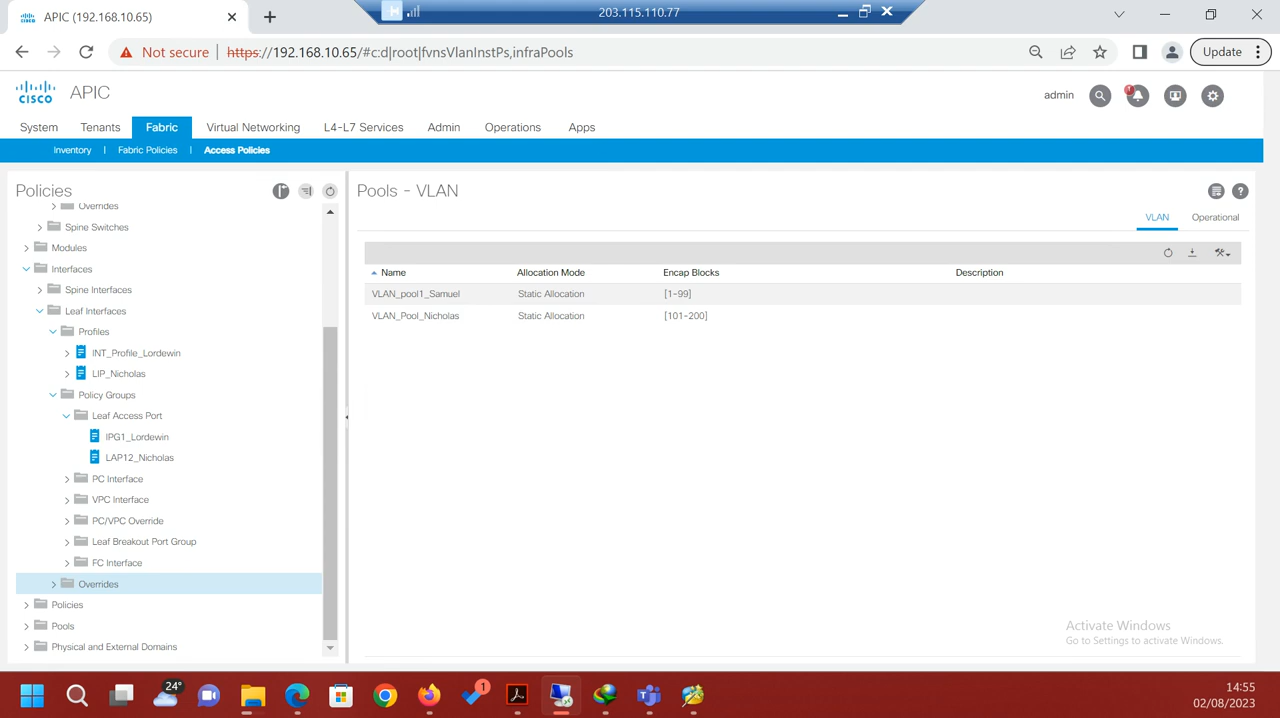 APIC (192.168.10.65)
203.115.110.77
Not secure https://192.168.10.65/#c:d|root|fvnsVlanInstPs,infraPools
Update
CISCO APIC
admin
System Tenants Fabric Virtual Networking L4-L7 Services Admin Operations Apps
Inventory | Fabric Policies | Access Policies
Policies
Overrides
Spine Switches
Modules
Interfaces
Spine Interfaces
Leaf Interfaces
Profiles
INT_Profile_Lordewin
LIP_Nicholas
Policy Groups
Leaf Access Port
IPG1_Lordewin
LAP12_Nicholas
PC Interface
VPC Interface
PC/VPC Override
Leaf Breakout Port Group
FC Interface
Overrides
Policies
Pools
Physical and External Domains
Pools - VLAN
VLAN Operational
Name Allocation Mode Encap Blocks Description
VLAN_pool1_Samuel Static Allocation [1-99]
VLAN_Pool_Nicholas Static Allocation [101-200]
Activate Windows
Go to Settings to activate Windows.
24°
1
14:55
02/08/2023